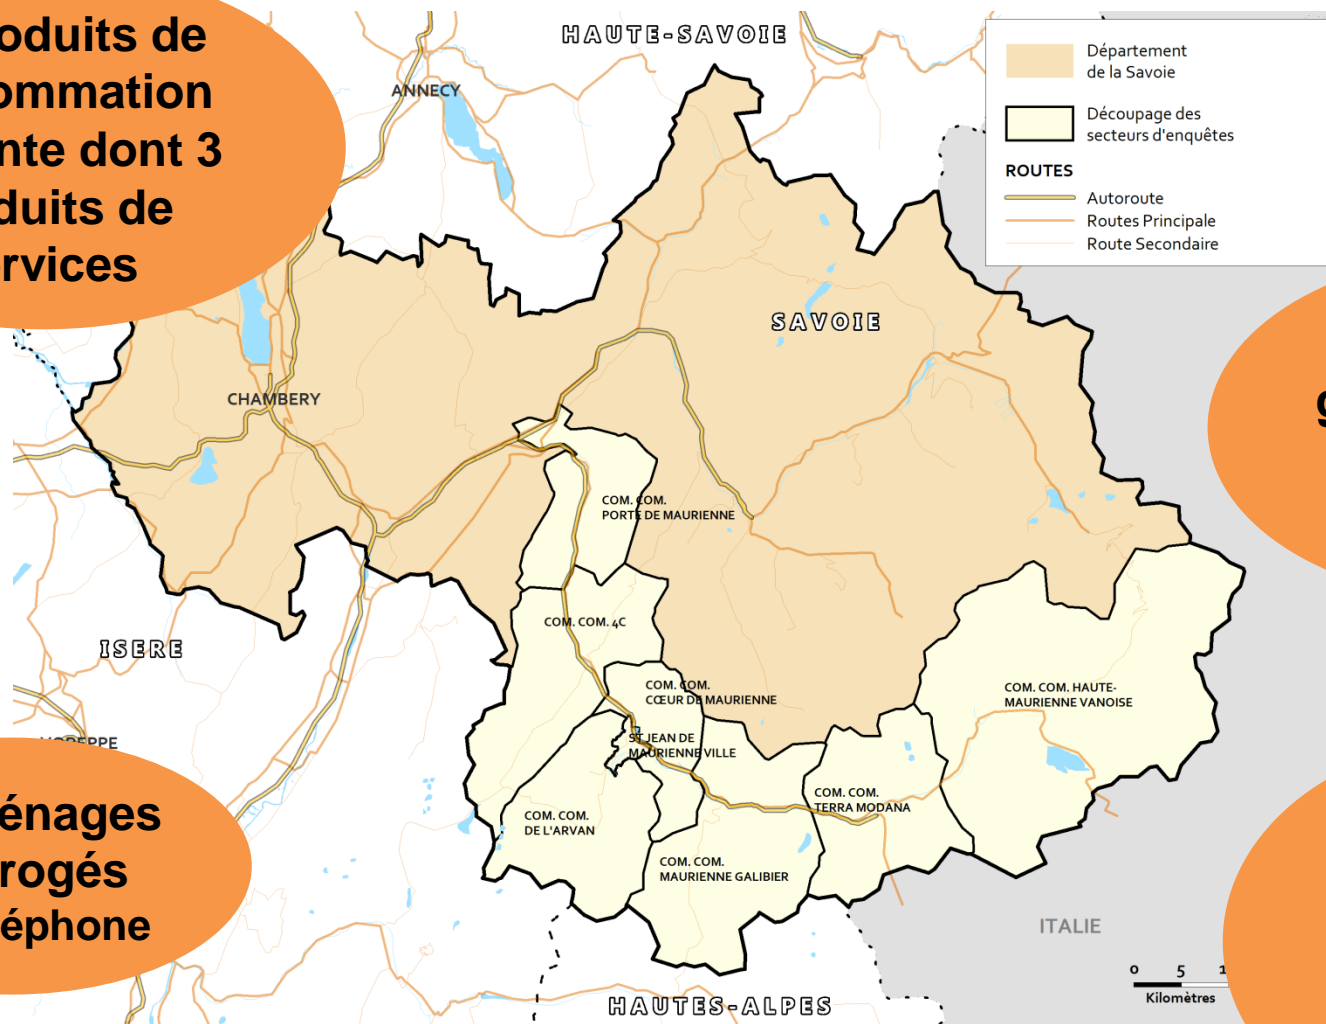 oduits de
ommation
nte dont 3
duits de
rvices
HAUTE-SAVOIE
ANNECY
Département
de la Savoie
Découpage des
secteurs d'enquêtes
ROUTES
Autoroute
Routes Principale
Route Secondaire
SAVOIE
CHAMBERY
g
COM. COM.
PORTE DE MAURIENNE
COM. COM. 4C
ISERE
COM. COM.
CŒUR DE MAURIENNE
COM. COM. HAUTE-
MAURIENNE VANOISE
ST JEAN DE
MAURIENNE VILLE
COM. COM.
TERRA MODANA
COM. COM.
DE L'ARVAN
COM. COM.
MAURIENNE GALIBIER
énages
rogés
éphone
ITALIE
0 5 1
Kilomètres
HAUTES-ALPES